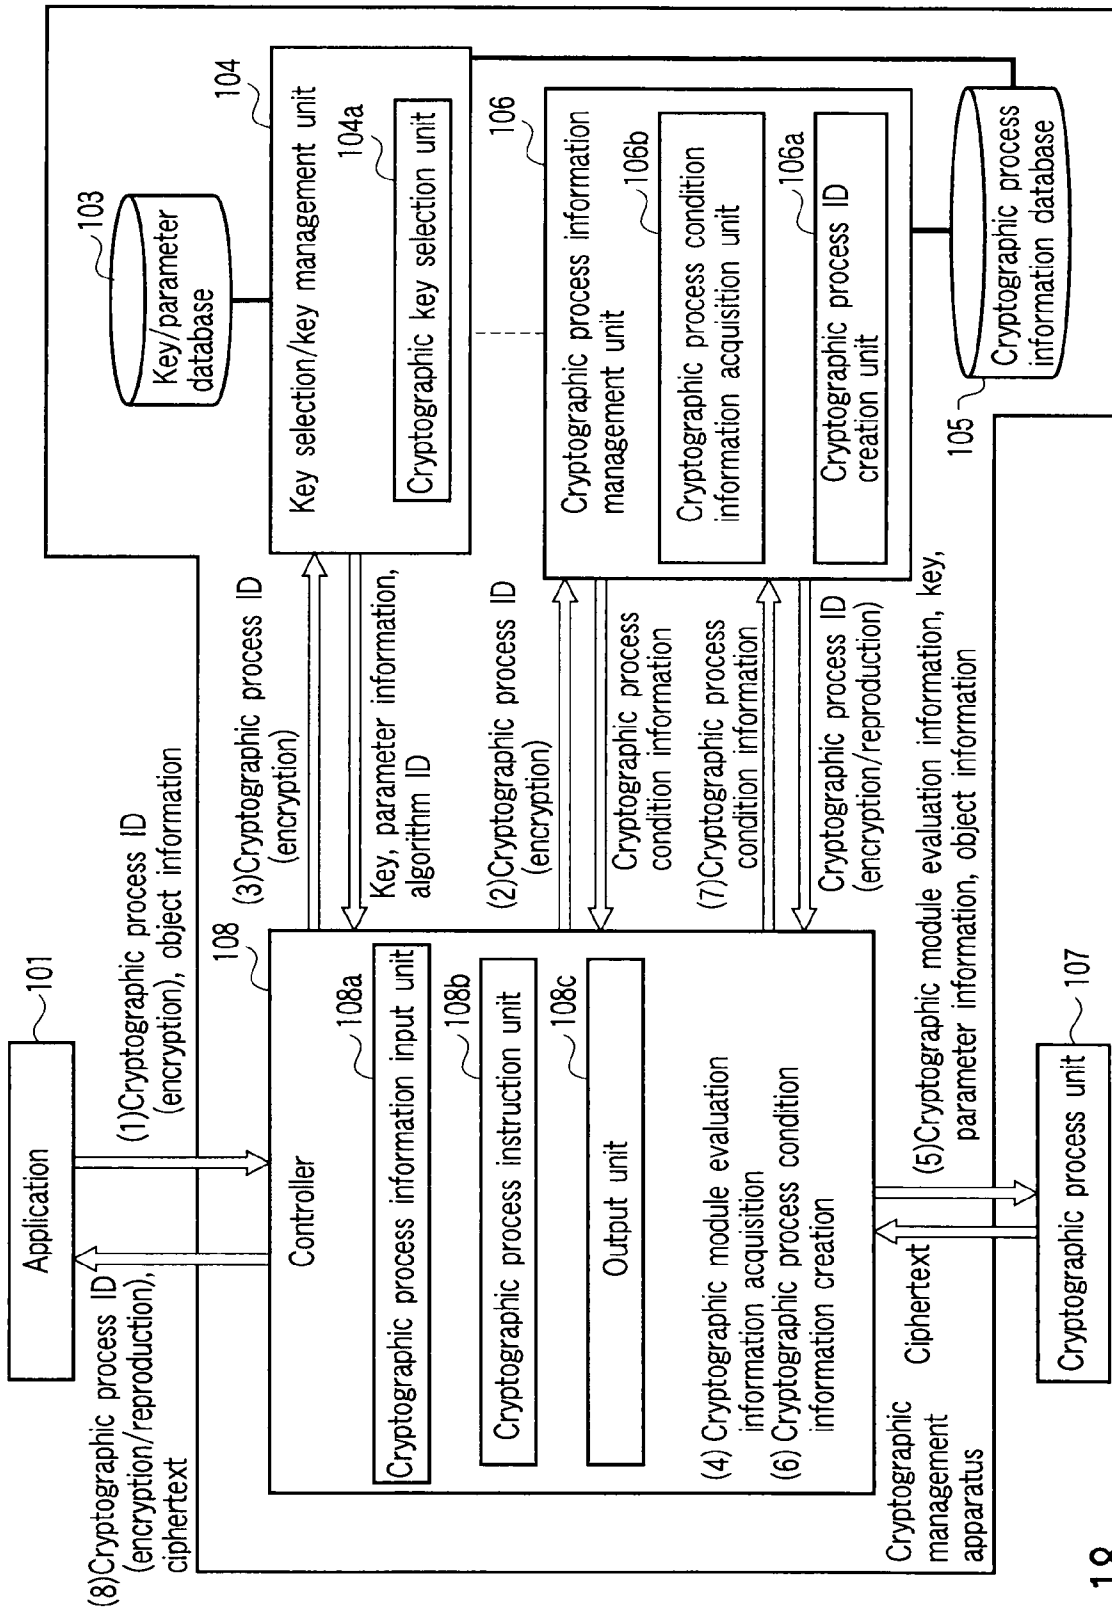 Application
101
(1)Cryptographic process ID
(encryption), object information
(8)Cryptographic process ID
(encryption/reproduction),
ciphertext
108
Controller
108a
Cryptographic process information input unit
108b
Cryptographic process instruction unit
108c
Output unit
(4) Cryptographic module evaluation
information acquisition
(6) Cryptographic process condition
information creation
(3)Cryptographic process ID
(encryption)
Key, parameter information,
algorithm ID
(2)Cryptographic process ID
(encryption)
Cryptographic process
condition information
(7)Cryptographic process
condition information
Cryptographic process ID
(encryption/reproduction)
103
Key/parameter
database
104
Key selection/key management unit
104a
Cryptographic key selection unit
106
Cryptographic process information
management unit
106b
Cryptographic process condition
information acquisition unit
106a
Cryptographic process ID
creation unit
105
Cryptographic process
information database
(5)Cryptographic module evaluation information, key,
parameter information, object information
Ciphertext
107
Cryptographic process unit
Cryptographic
management
apparatus
18